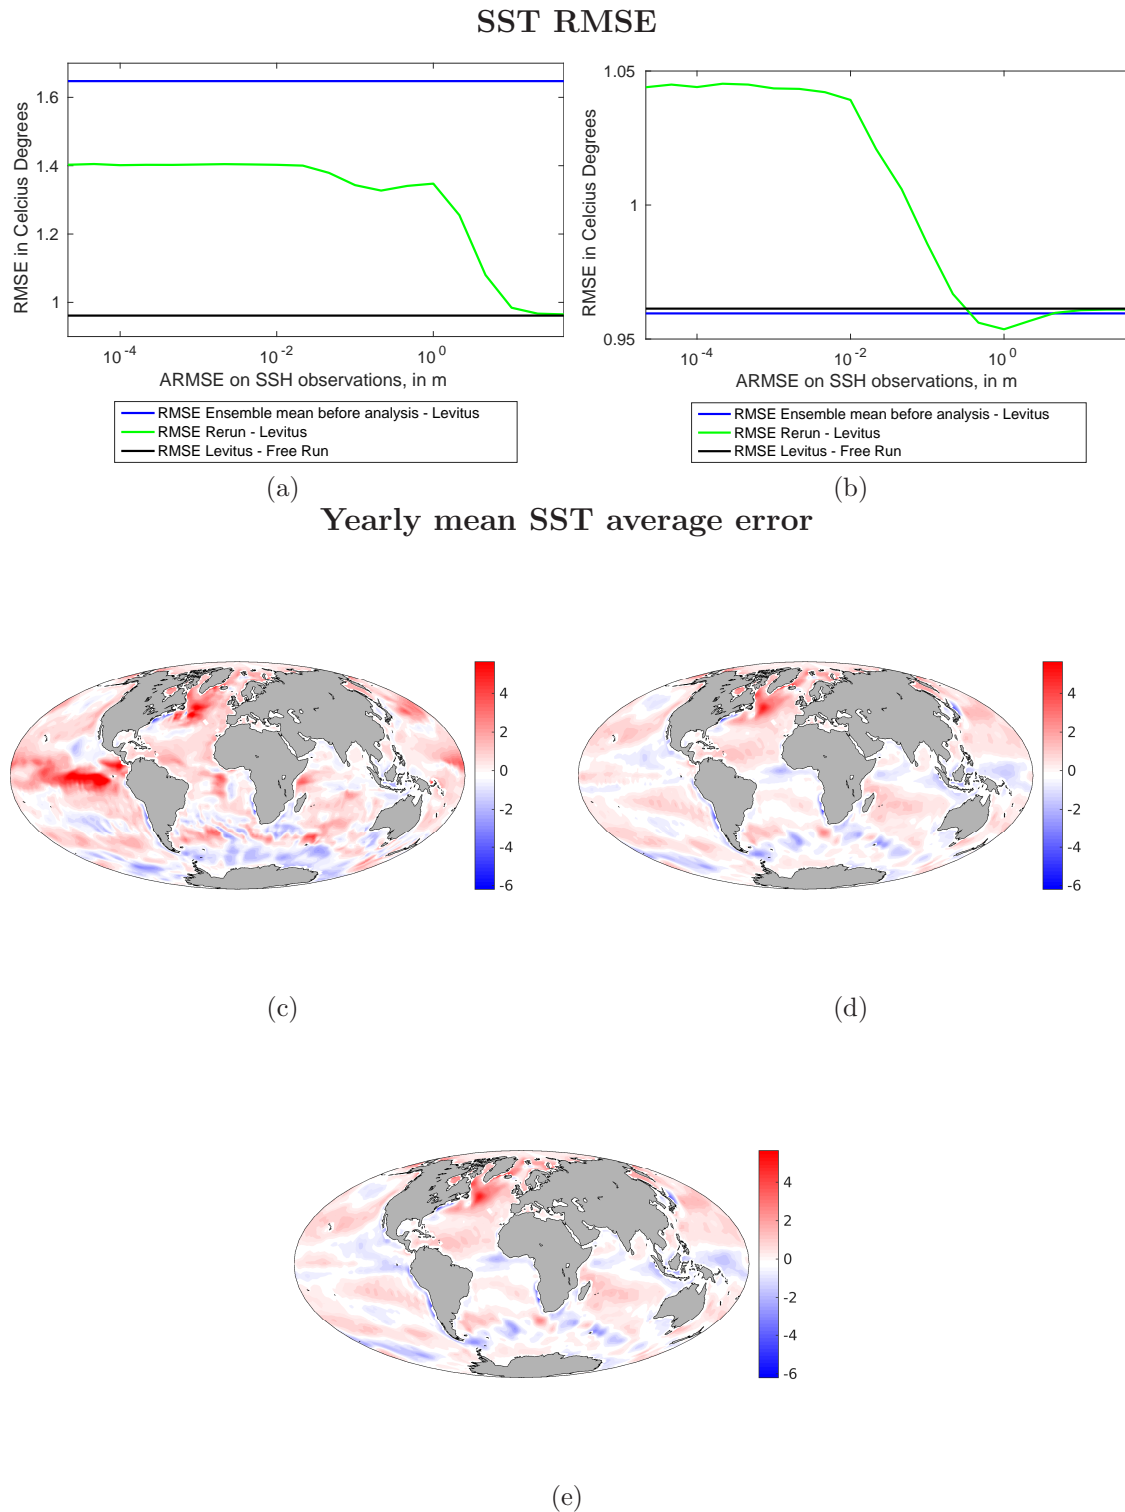 SST RMSE
1.6
1.4
1.2
1
RMSE in Celcius Degrees
10-4
10-2
100
ARMSE on SSH observations, in m
RMSE Ensemble mean before analysis - Levitus
RMSE Rerun - Levitus
RMSE Levitus - Free Run
(a)
1.05
1
0.95
RMSE in Celcius Degrees
10-4
10-2
100
ARMSE on SSH observations, in m
RMSE Ensemble mean before analysis - Levitus
RMSE Rerun - Levitus
RMSE Levitus - Free Run
(b)
Yearly mean SST average error
4
2
0
-2
-4
-6
(c)
4
2
0
-2
-4
-6
(d)
4
2
0
-2
-4
-6
(e)